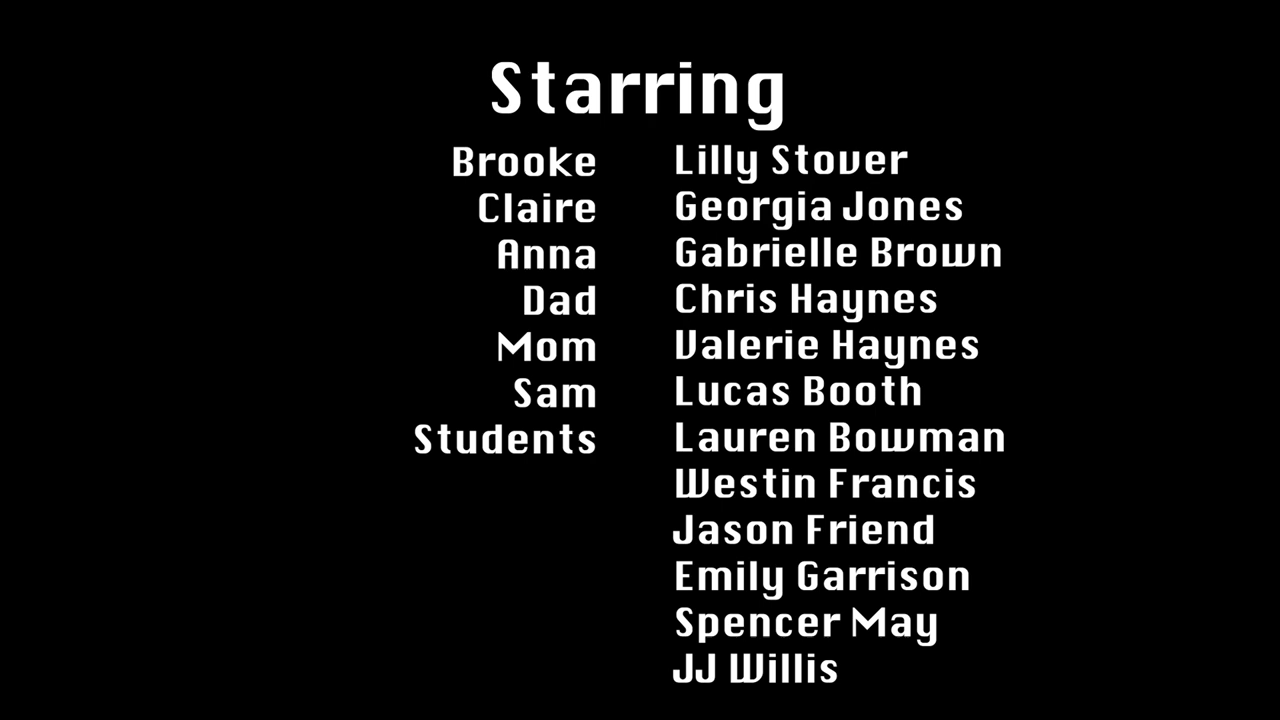 Starring
Brooke Lilly Stover
Claire Georgia Jones
Anna Gabrielle Brown
Dad Chris Haynes
Mom Valerie Haynes
Sam Lucas Booth
Students Lauren Bowman
Westin Francis
Jason Friend
Emily Garrison
Spencer May
JJ Willis